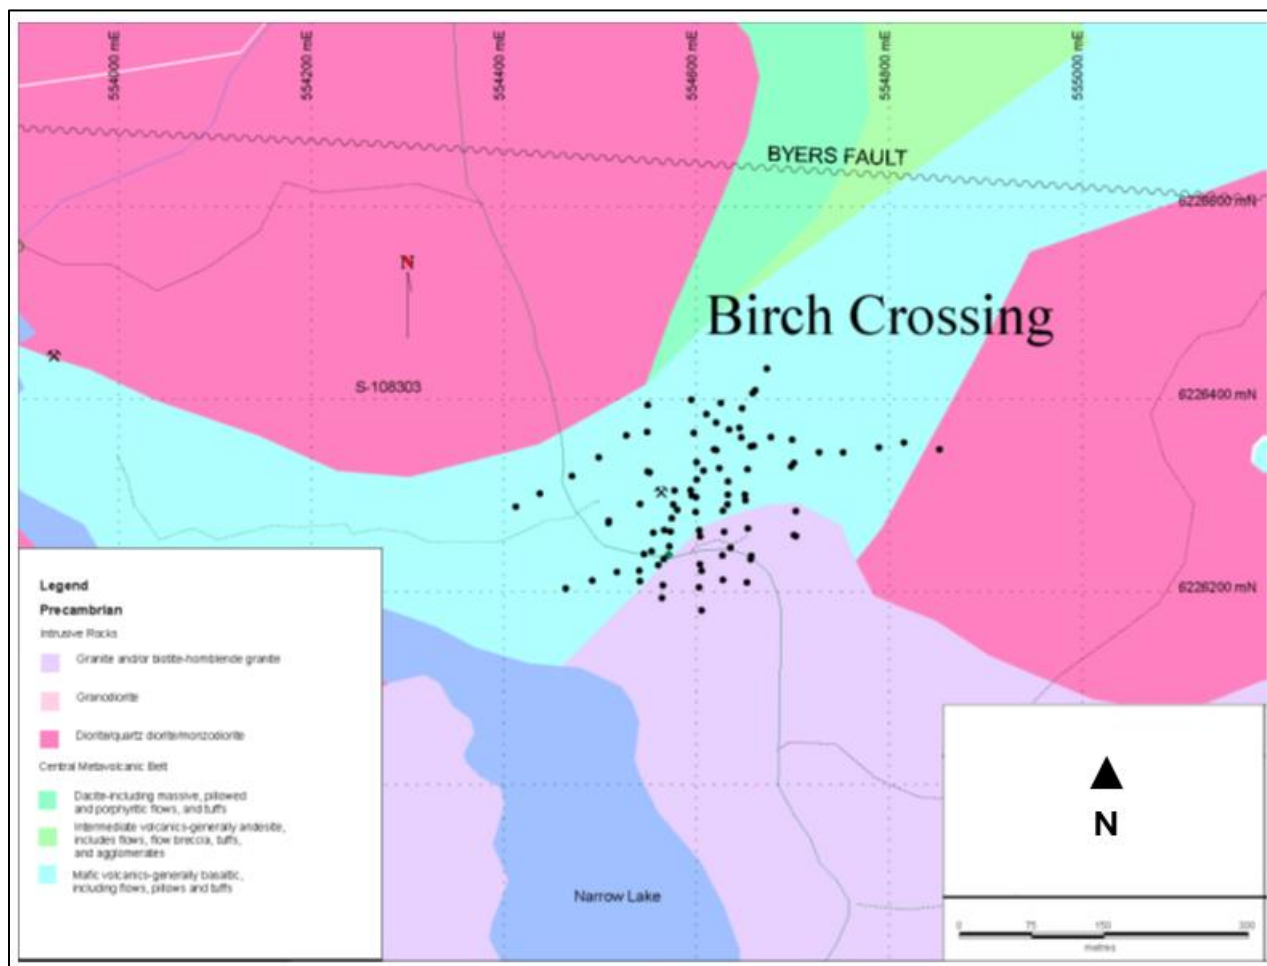 554000 mE
554200 mE
554400 mE
554600 mE
554800 mE
555000 mE
BYERS FAULT
6226600 mN
N
Birch Crossing
S-108303
6226400 mN
6226200 mN
Legend
Precambrian
Intrusive Rocks
Granite and/or biotite-hornblende granite
Granodiorite
Diorite/quartz diorite/monzodiorite
Central Metavolcanic Belt
Dacite-including massive, pillowed
and porphyritic flows, and tuffs
Intermediate volcanics-generally andesite,
includes flows, flow breccia, tuffs,
and agglomerates
Mafic volcanics-generally basaltic,
including flows, pillows and tuffs
Narrow Lake
N
0 75 150 300
metres